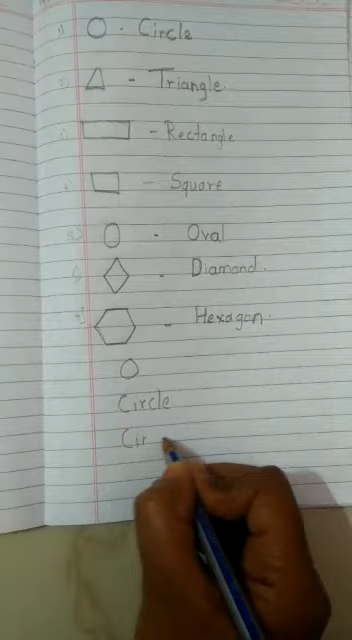 - Circle
- Triangle.
- Rectangle
- Square
- Oval
- Diamond.
- Hexagon.
Circle
Cir